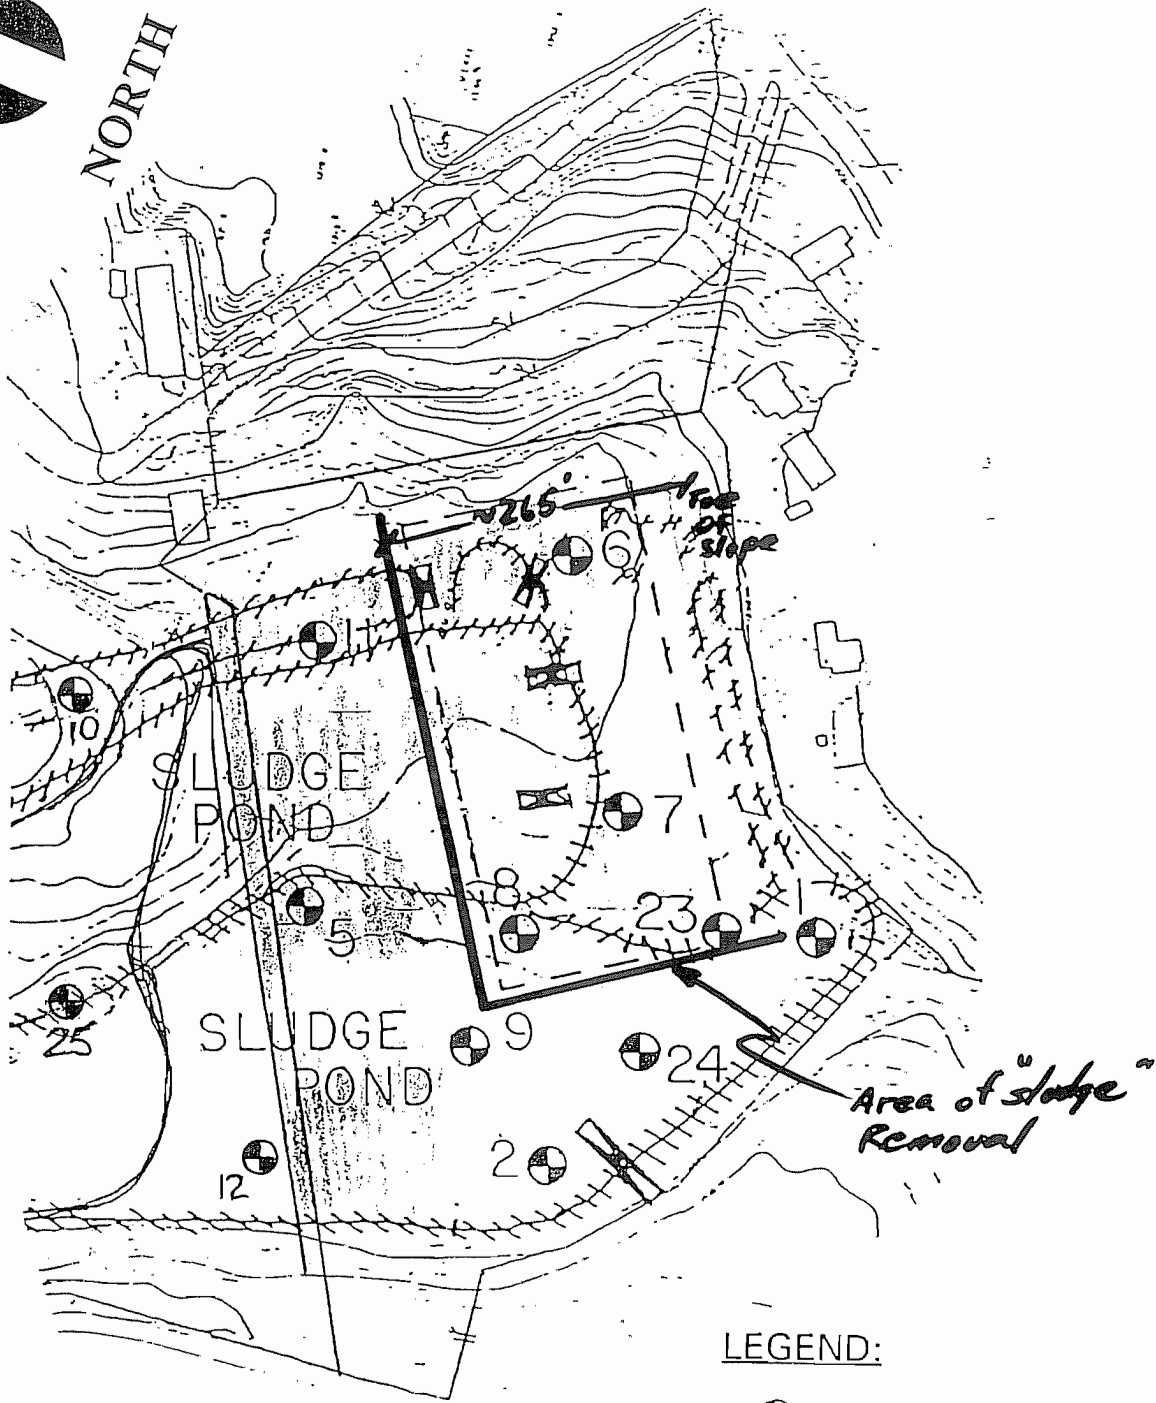 NORTH
~265'
Toe
of
slope
6
11
10
SLUDGE
POND
7
8
23
1
5
25
SLUDGE
POND
9
24
Area of "sludge"
Removal
2
12
LEGEND: